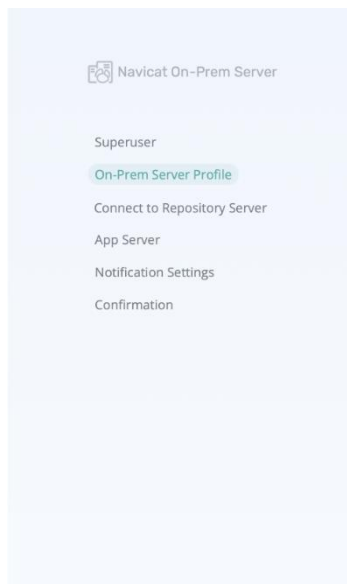 Navicat On-Prem Server
Superuser
On-Prem Server Profile
Connect to Repository Server
App Server
Notification Settings
Confirmation